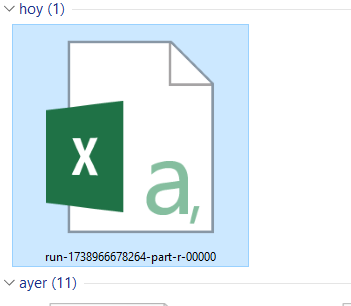 hoy (1)
X
a,
run-1738966678264-part-r-00000
ayer (11)